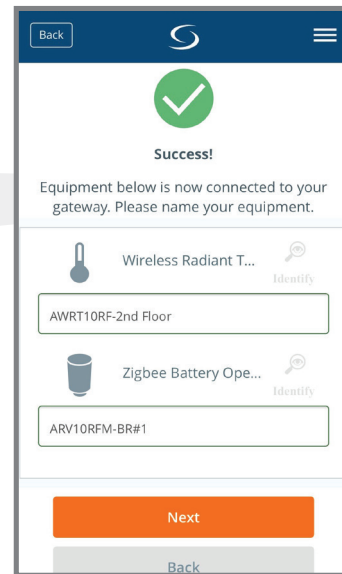 Back
Success!
Equipment below is now connected to your
gateway. Please name your equipment.
Wireless Radiant T...
Identify
AWRT10RF-2nd Floor
Zigbee Battery Ope...
Identify
ARV10RFM-BR#1
Next
Back